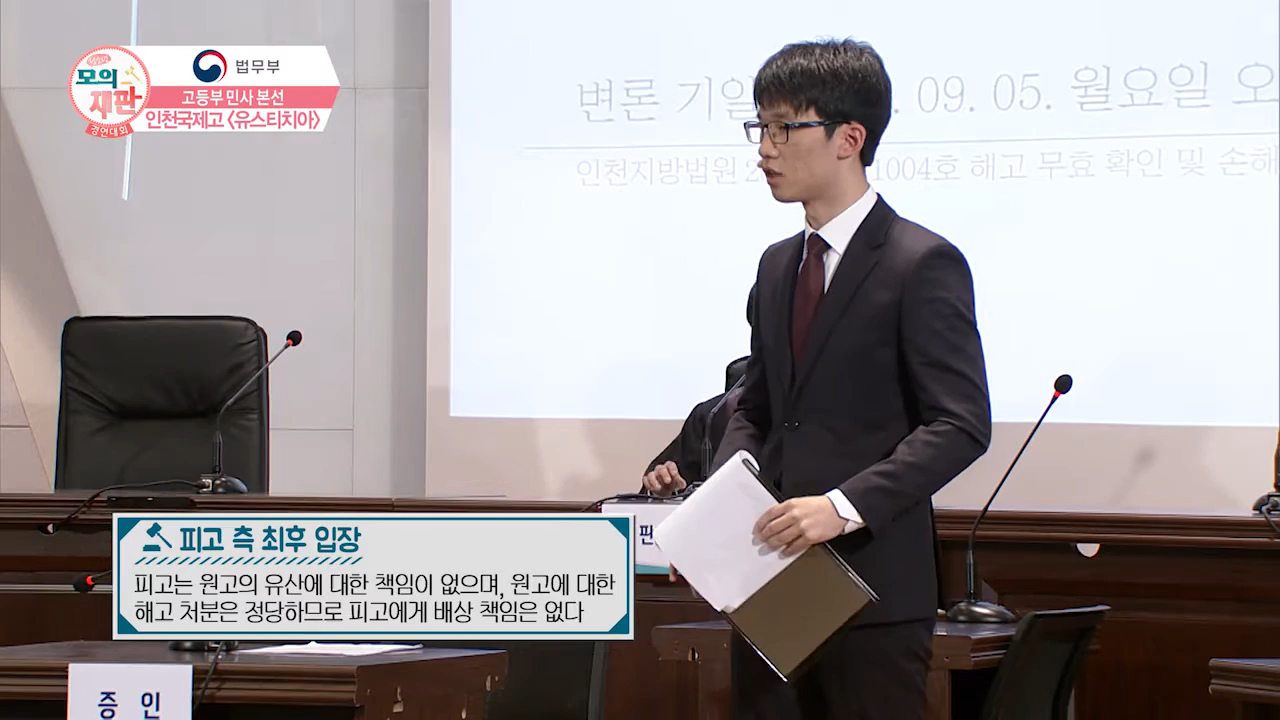 청소년
모의
재판
경연대회
법무부
고등부 민사 본선
인천국제고 〈유스티치아〉
변론 기일 . 09. 05. 월요일 오
인천지방법원 2 1004호 해고 무효 확인 및 손해
피고 측 최후 입장
피고는 원고의 유산에 대한 책임이 없으며, 원고에 대한
해고 처분은 정당하므로 피고에게 배상 책임은 없다
판
증 인